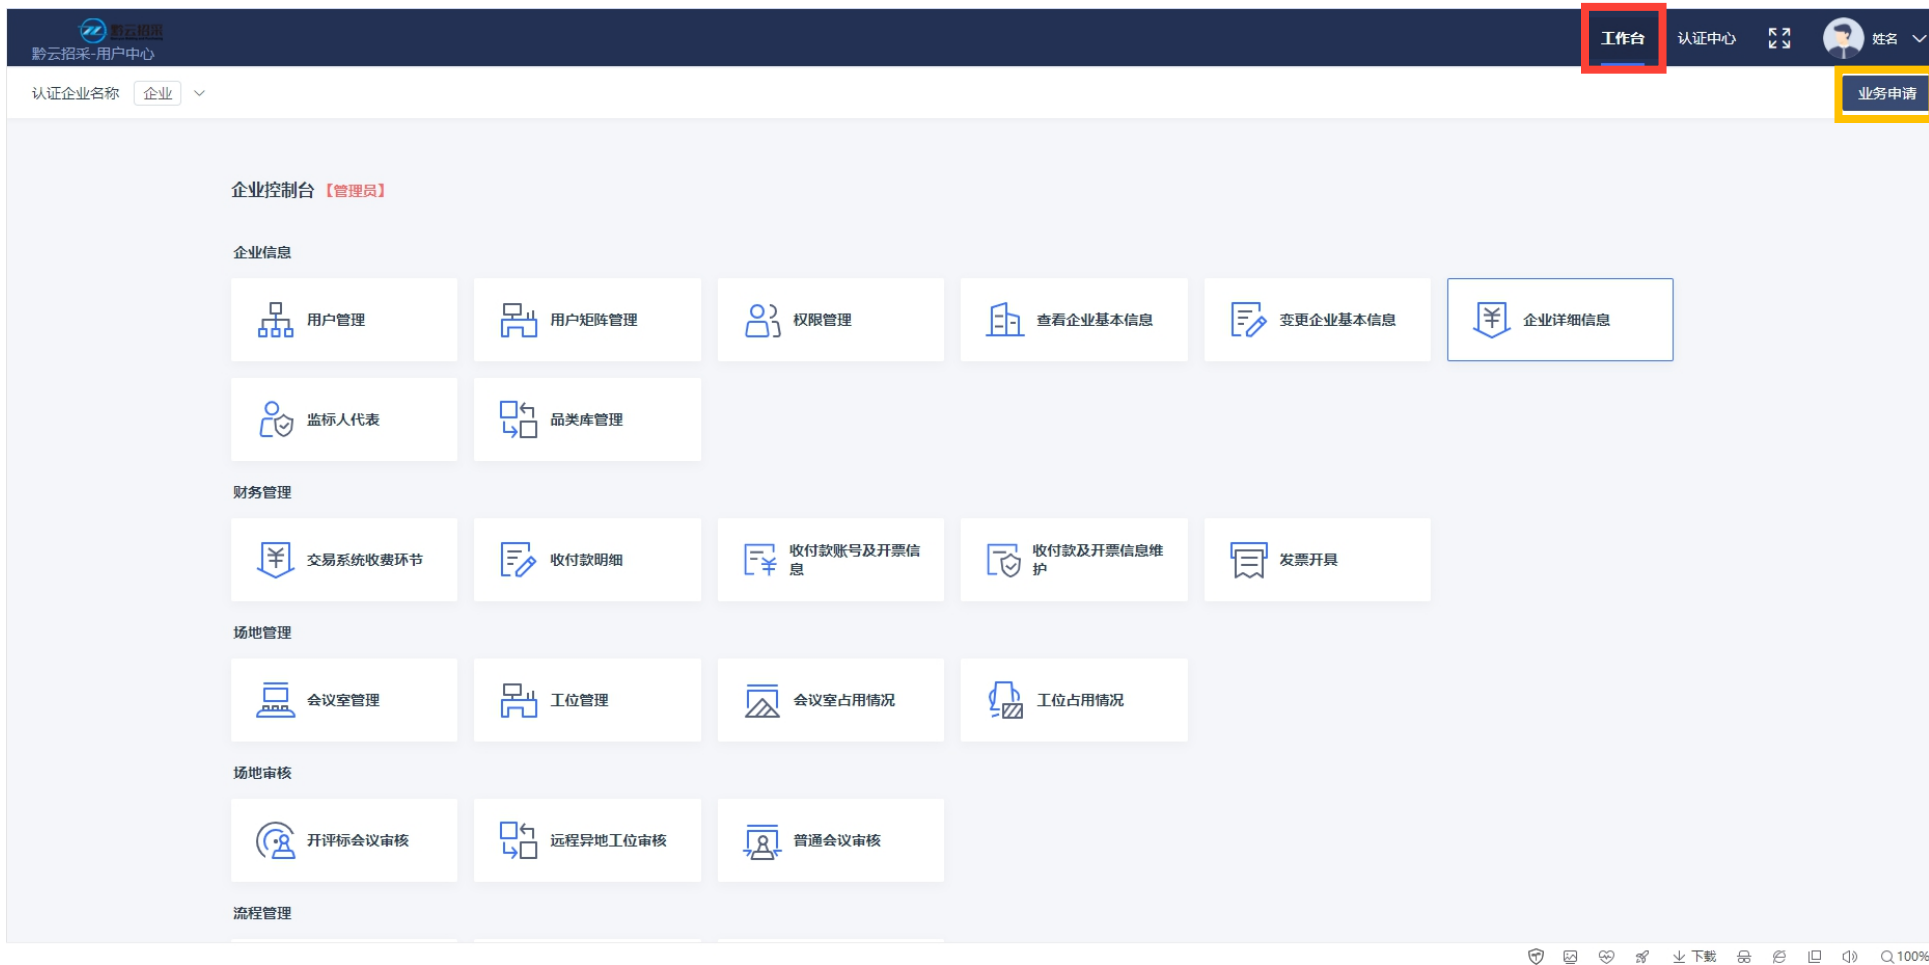 黔云招采
黔云招采-用户中心
工作台
认证中心
姓名
认证企业名称
企业
业务申请
企业控制台
【管理员】
企业信息
用户管理
用户矩阵管理
权限管理
查看企业基本信息
变更企业基本信息
企业详细信息
监标人代表
品类库管理
财务管理
交易系统收费环节
收付款明细
收付款账号及开票信
息
收付款及开票信息维
护
发票开具
场地管理
会议室管理
工位管理
会议室占用情况
工位占用情况
场地审核
开评标会议审核
远程异地工位审核
普通会议审核
流程管理
下载
100%